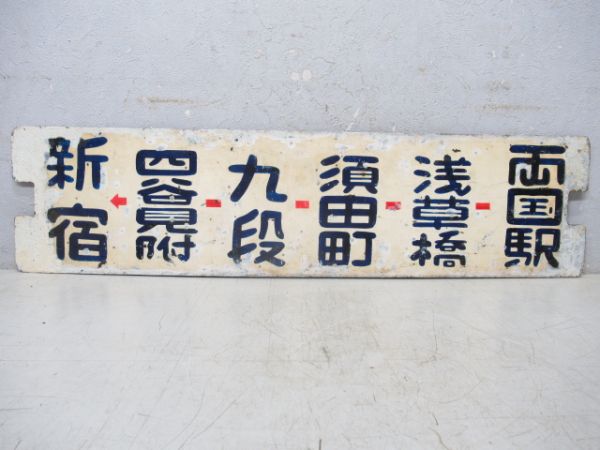 両国駅
浅草橋
須田町
九段
四谷見附
新宿